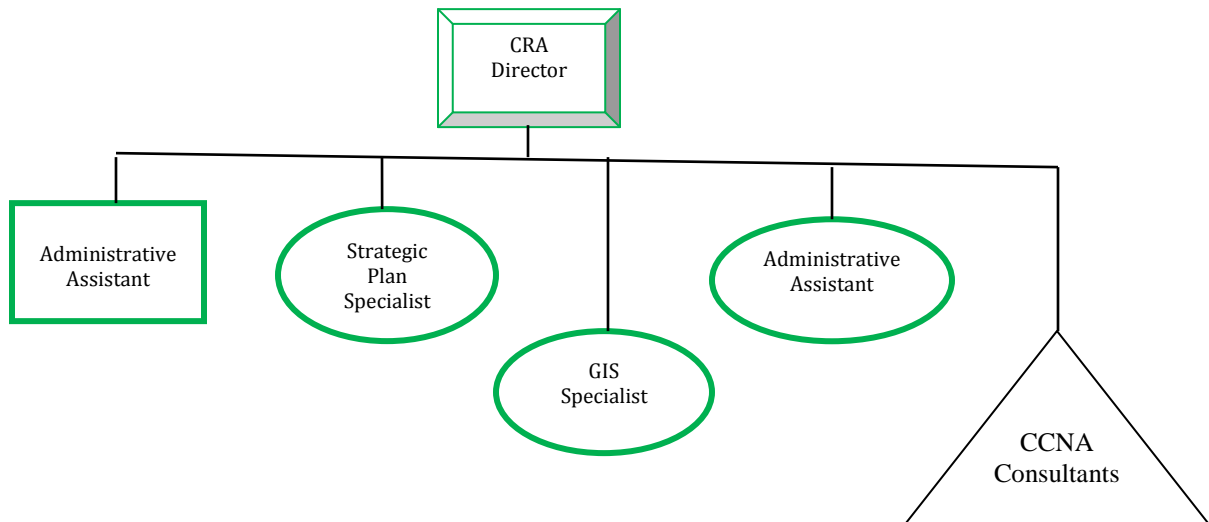 CRA
Director
Administrative
Assistant
Strategic
Plan
Specialist
GIS
Specialist
Administrative
Assistant
CCNA
Consultants